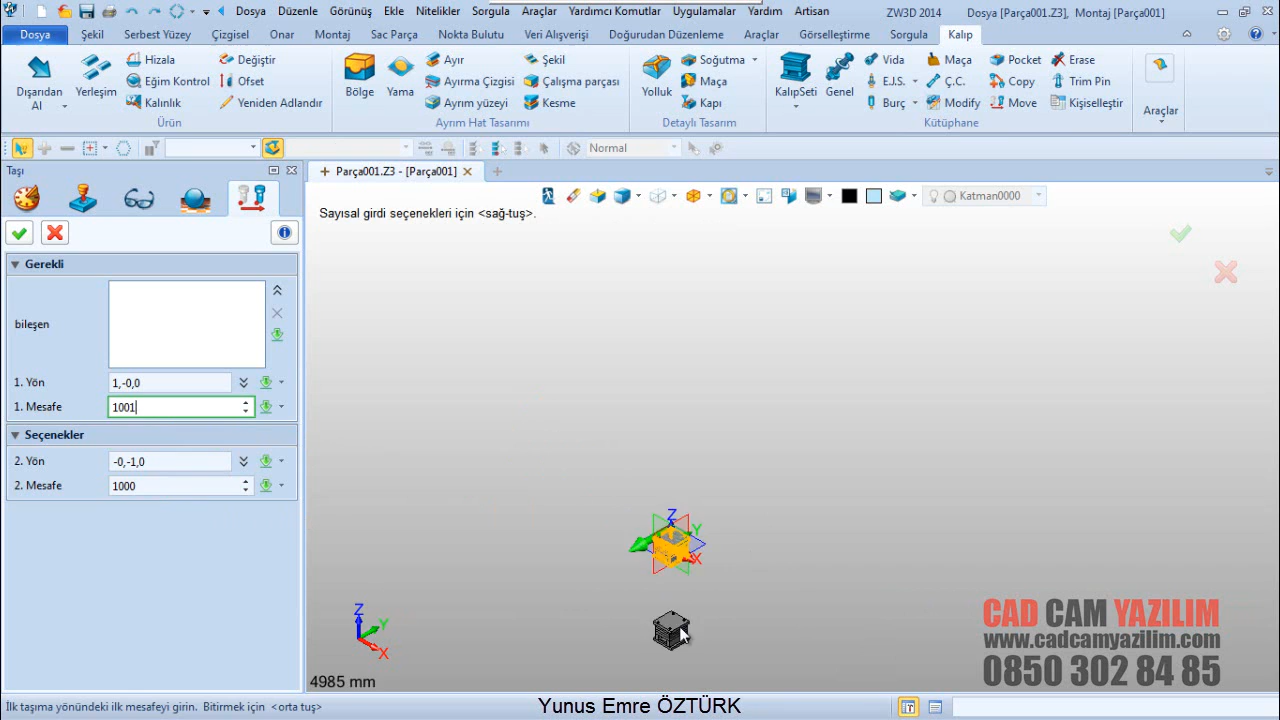 Dosya Düzenle Görünüş Ekle Nitelikler Sorgula Araçlar Yardımcı Komutlar Uygulamalar Yardım Artisan ZW3D 2014 Dosya [Parça001.Z3], Montaj [Parça001]
Dosya Şekil Serbest Yüzey Çizgisel Onar Montaj Sac Parça Nokta Bulutu Veri Alışverişi Doğurudan Düzenleme Araçlar Görselleştirme Sorgula Kalıp
Hizala Değiştir Ayır Şekil Soğutma Vida Maça Pocket Erase
Eğim Kontrol Ofset Ayırma Çizgisi Çalışma parçası Maça E.J.S. Ç.C. Copy Trim Pin
Dışarıdan Al Yerleşim Bölge Yama Yolluk KalıpSeti Genel Araçlar
Kalınlık Yeniden Adlandır Ayrım yüzeyi Kesme Kapı Burç Modify Move Kişiselleştir
Ürün Ayrım Hat Tasarımı Detaylı Tasarım Kütüphane
Normal
Taşı
Parça001.Z3 - [Parça001]
Katman0000
Sayısal girdi seçenekleri için <sağ-tuş>.
Gerekli
bileşen
1. Yön 1,-0,0
1. Mesafe 1001
Seçenekler
2. Yön -0,-1,0
2. Mesafe 1000
Z
Y
X
Z
Y
X
4985 mm
CAD CAM YAZILIM
www.cadcamyazilim.com
0850 302 84 85
İlk taşıma yönündeki ilk mesafeyi girin. Bitirmek için <orta tuş>
Yunus Emre ÖZTÜRK